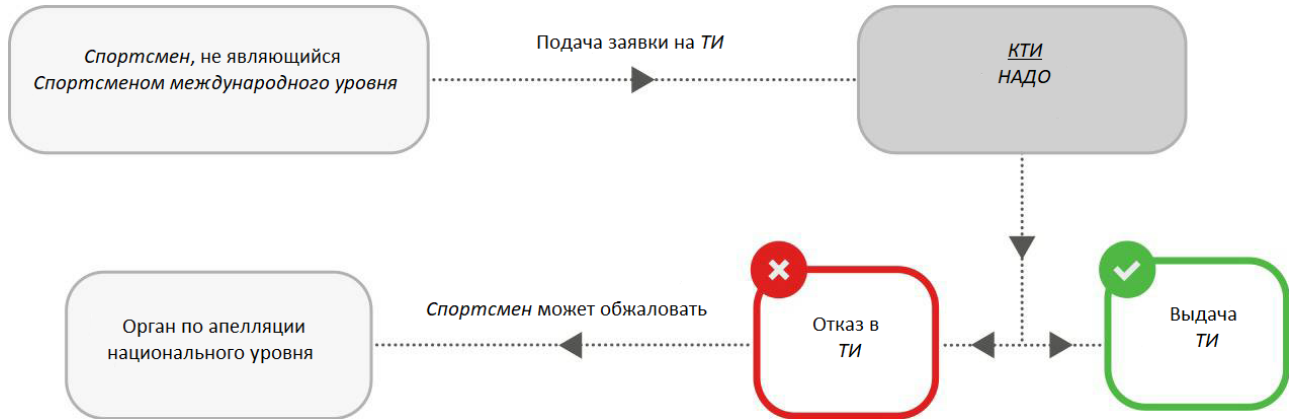 Спортсмен, не являющийся
Спортсменом международного уровня
Подача заявки на ТИ
КТИ
НАДО
Орган по апелляции
национального уровня
Спортсмен может обжаловать
Отказ в
ТИ
Выдача
ТИ